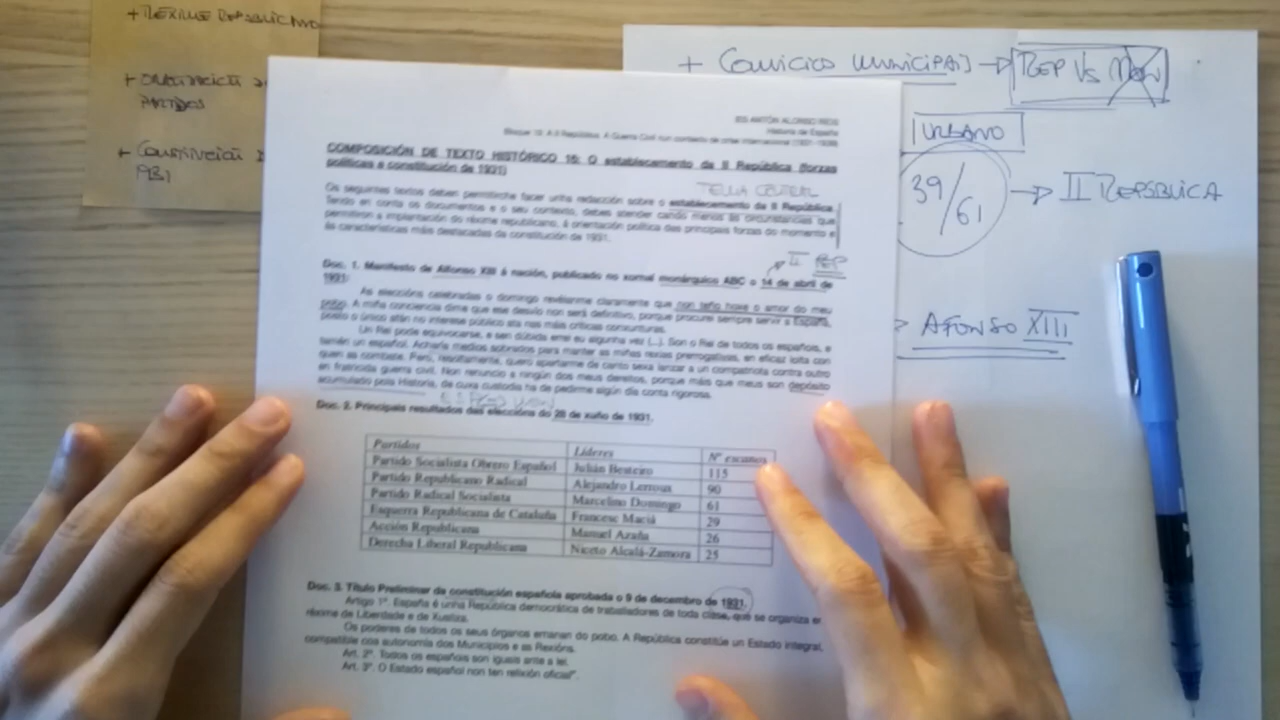 + RÉXIME REPUBLICANO
+ ORIENTACIÓN
PARTIDOS
+ CONSTITUCIÓN
1931
+ COMICIOS MUNICIPAIS → REP VS MON
URBANO
39/61 → II REPÚBLICA
> AFONSO XIII
IES ANTÓN ALONSO RÍOS
Historia de España
Bloque 10. A II República. A Guerra Civil nun contexto de crise internacional (1931-1939)
COMPOSICIÓN DE TEXTO HISTÓRICO 15: O establecemento da II República (forzas
políticas e constitución de 1931)
TEMA CENTRAL
Os seguintes textos deben permitirche facer unha redacción sobre o establecemento da II República.
Tendo en conta os documentos e o seu contexto, debes atender cando menos ás circunstancias que
permitiron a implantación do réxime republicano, á orientación política das principais forzas do momento e
ás características máis destacadas da constitución de 1931.
II REP
Doc. 1. Manifesto de Alfonso XIII á nación, publicado no xornal monárquico ABC o 14 de abril de
1931:
As eleccións celebradas o domingo revélanme claramente que non teño hoxe o amor do meu
pobo. A miña conciencia dime que ese desvío non será definitivo, porque procurei sempre servir a España,
posto o único afán no interese público ata nas máis críticas conxunturas.
Un Rei pode equivocarse, e sen dúbida errei eu algunha vez (...). Son o Rei de todos os españois, e
tamén un español. Acharía medios sobrados para manter as miñas rexias prerrogativas, en eficaz loita con
quen as combate. Pero, resoltamente, quero apartarme de canto sexa lanzar a un compatriota contra outro
en fratricida guerra civil. Non renuncio a ningún dos meus dereitos, porque máis que meus son depósito
acumulado pola Historia, de cuxa custodia ha de pedirme algún día conta rigorosa.
Doc. 2. Principais resultados das eleccións do 28 de xuño de 1931.
Partidos Líderes Nº escanos
Partido Socialista Obrero Español Julián Besteiro 115
Partido Republicano Radical Alejandro Lerroux 90
Partido Radical Socialista Marcelino Domingo 61
Esquerra Republicana de Cataluña Francesc Macià 29
Acción Republicana Manuel Azaña 26
Derecha Liberal Republicana Niceto Alcalá-Zamora 25
Doc. 3. Título Preliminar da constitución española aprobada o 9 de decembro de 1931.
Artigo 1º. España é unha República democrática de traballadores de toda clase, que se organiza en
réxime de Liberdade e de Xustiza.
Os poderes de todos os seus órganos emanan do pobo. A República constitúe un Estado integral,
compatible coa autonomía dos Municipios e as Rexións.
Art. 2º. Todos os españois son iguais ante a lei.
Art. 3º. O Estado español non ten relixión oficial".